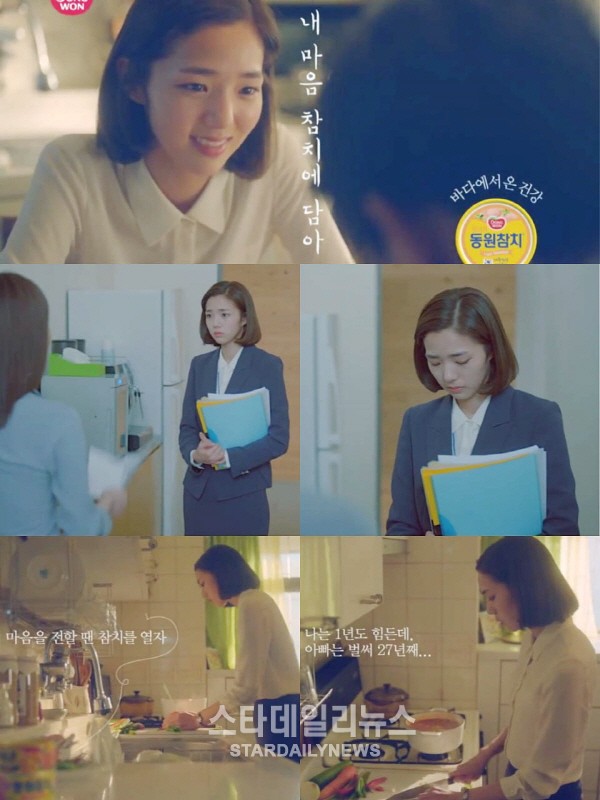 WON
내 마음 참치에 담아
바다에서 온 건강
동원참치
마음을 전할 땐 참치를 열자
나는 1년도 힘든데,
아빠는 벌써 27년째...
스타데일리뉴스
STARDAILYNEWS